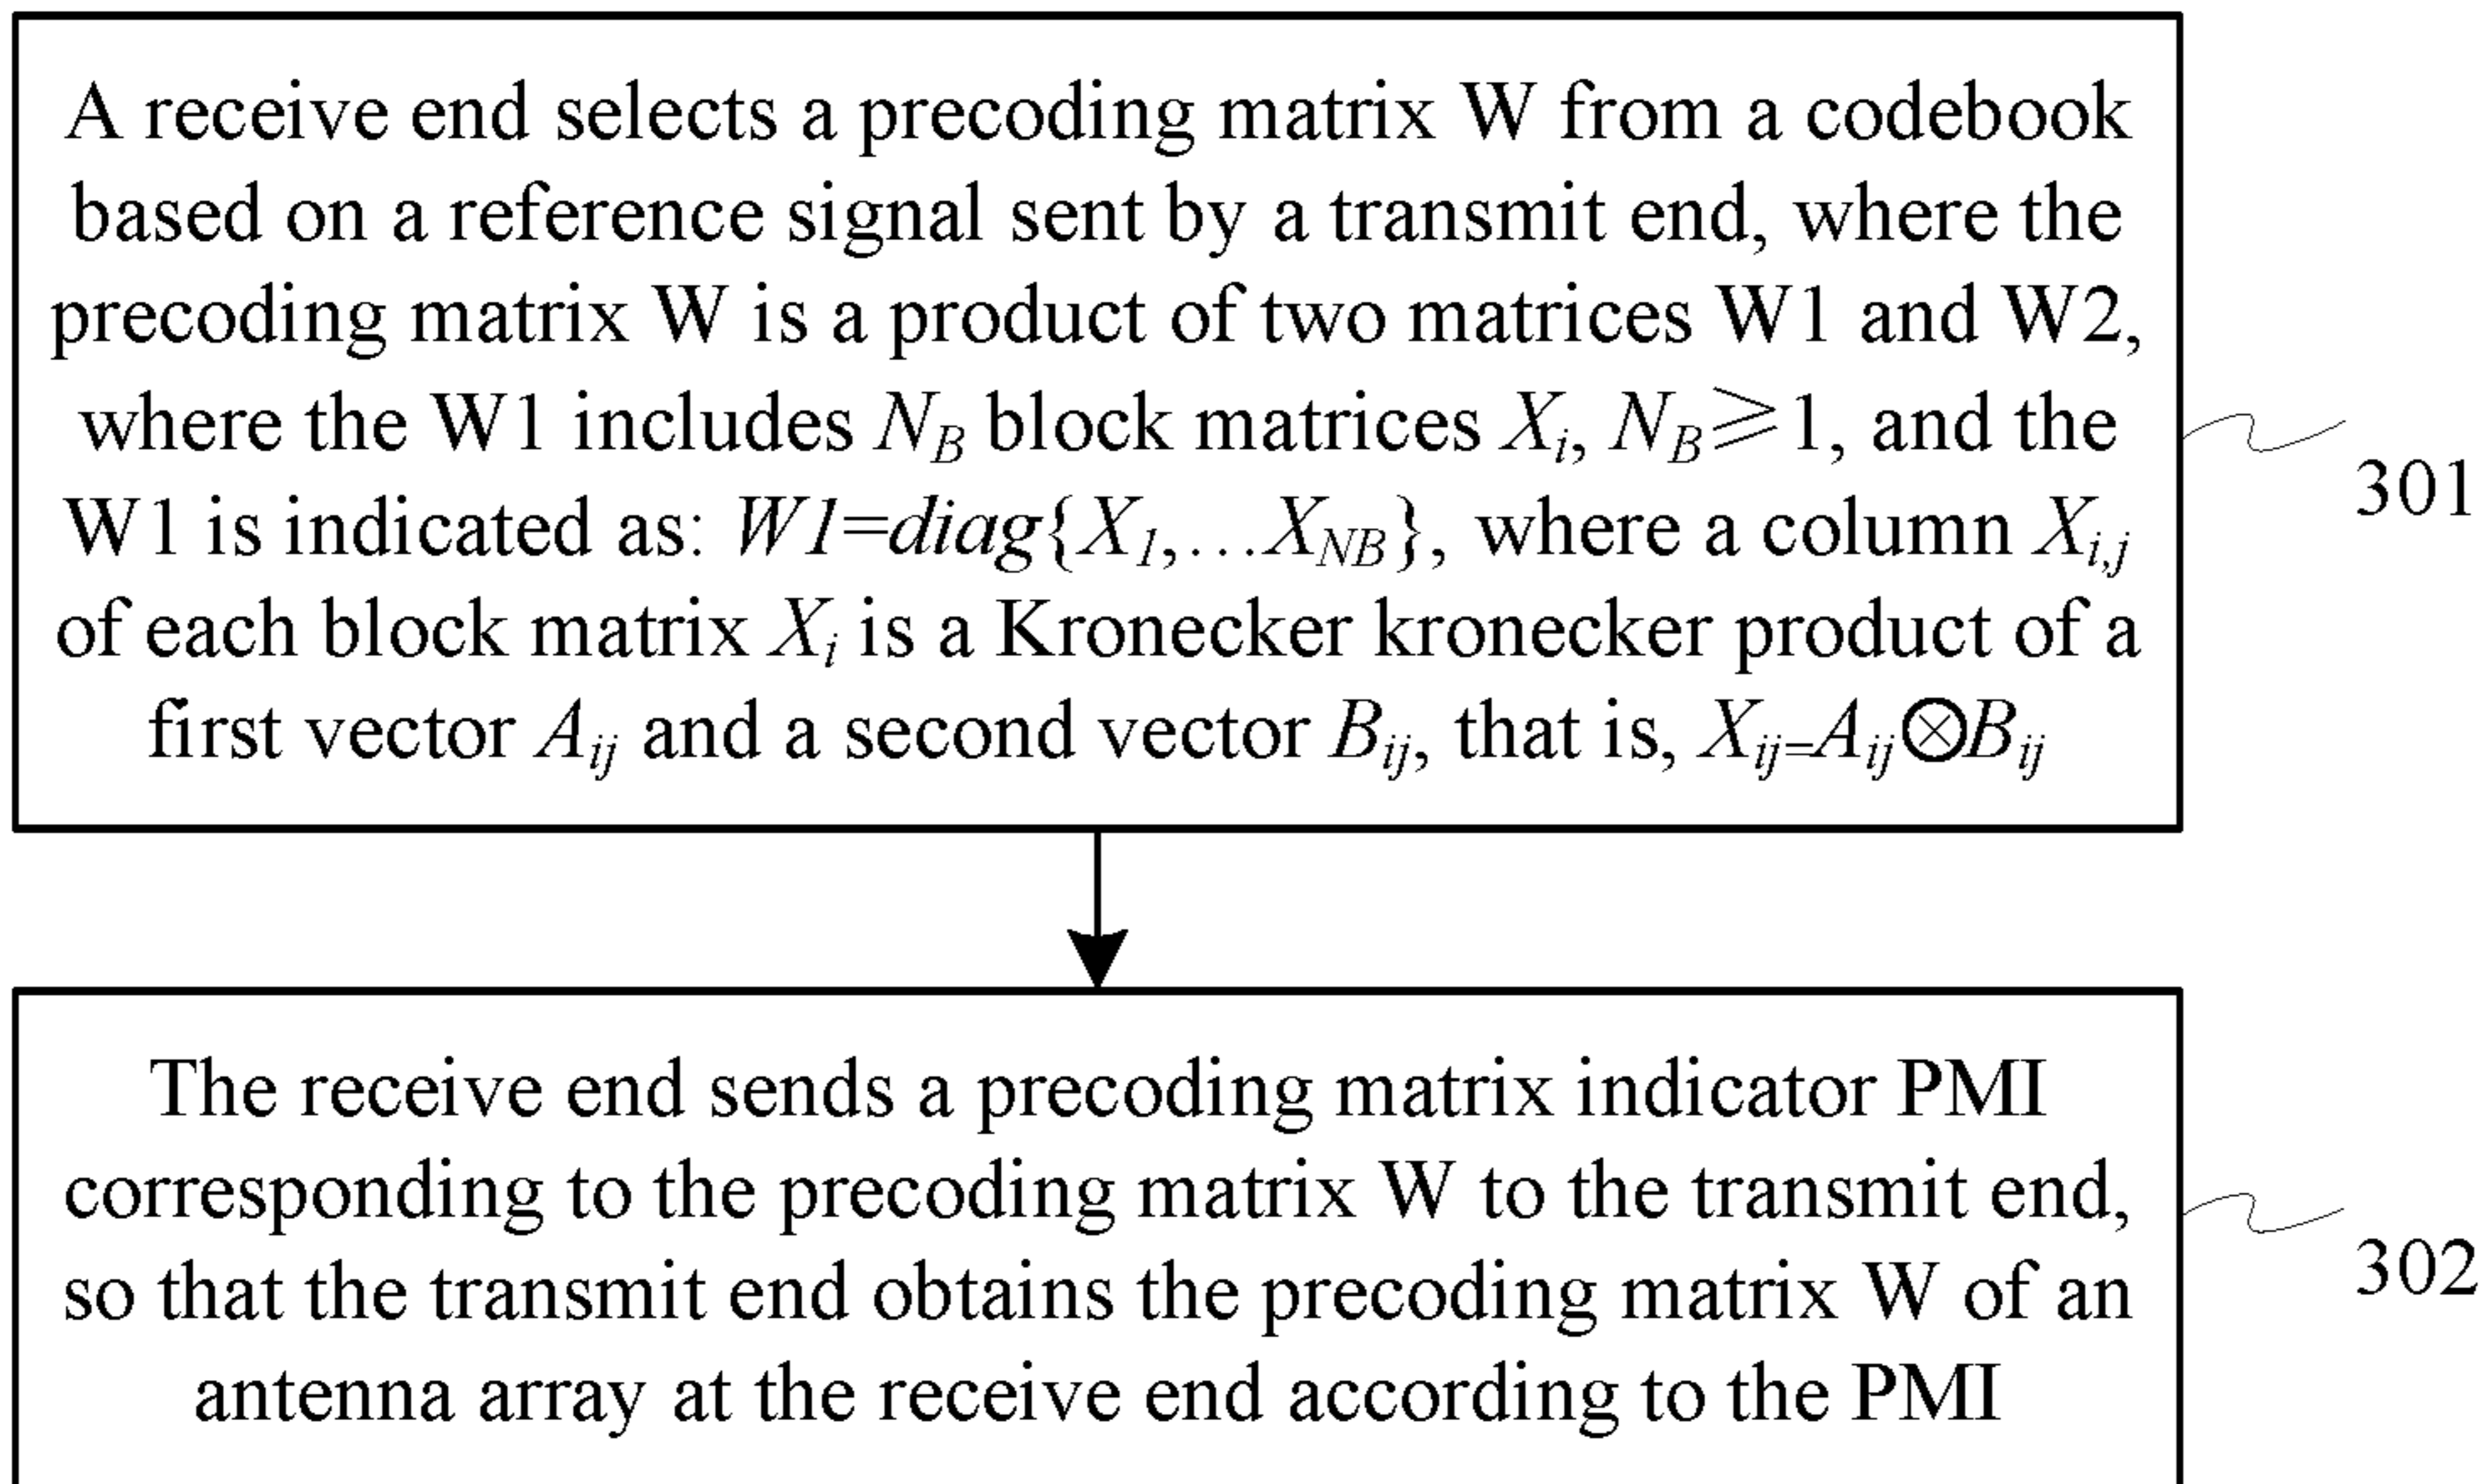 A receive end selects a precoding matrix W from a codebook
based on a reference signal sent by a transmit end, where the
precoding matrix W is a product of two matrices W1 and W2,
where the W1 includes N_B block matrices X_i, N_B⩾1, and the
W1 is indicated as: W1=diag{X_1,…X_NB}, where a column X_i,j
of each block matrix X_i is a Kronecker kronecker product of a
first vector A_ij and a second vector B_ij, that is, X_ij=A_ij⊗B_ij
301
The receive end sends a precoding matrix indicator PMI
corresponding to the precoding matrix W to the transmit end,
so that the transmit end obtains the precoding matrix W of an
antenna array at the receive end according to the PMI
302